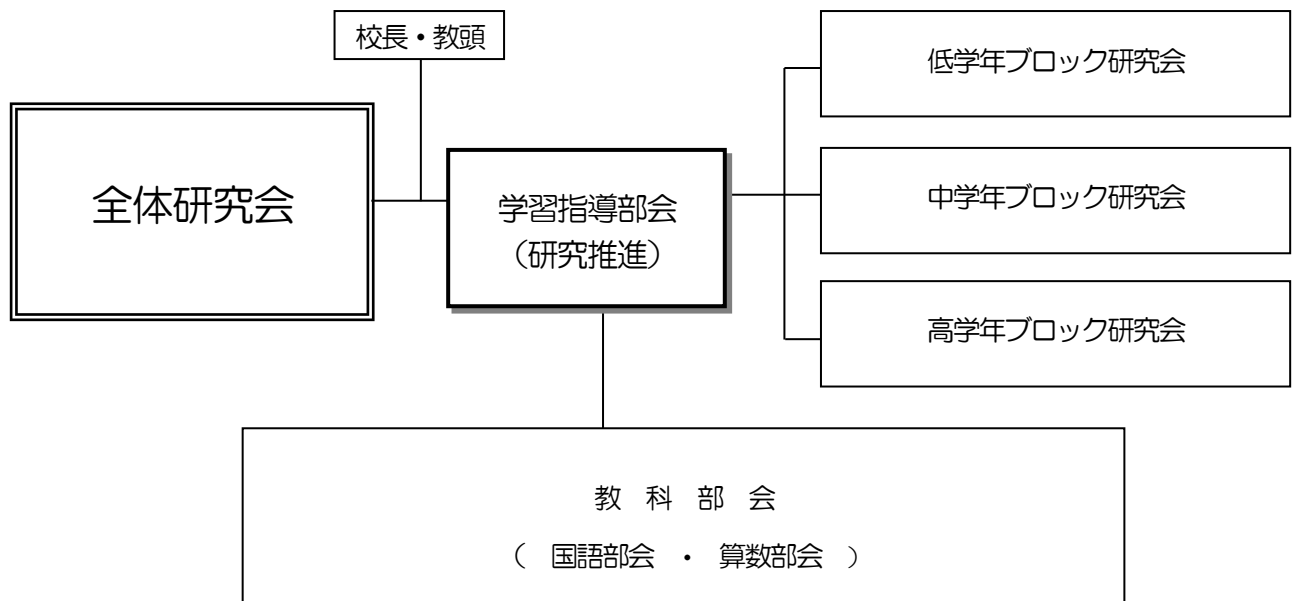 校長・教頭
全体研究会
学習指導部会
（研究推進）
低学年ブロック研究会
中学年ブロック研究会
高学年ブロック研究会
教　科　部　会
（　国語部会　・　算数部会　）